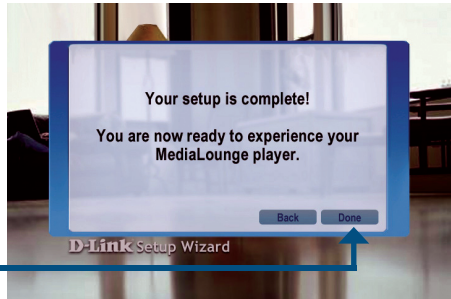 Your setup is complete!
You are now ready to experience your
MediaLounge player.
Back Done
D-Link Setup Wizard